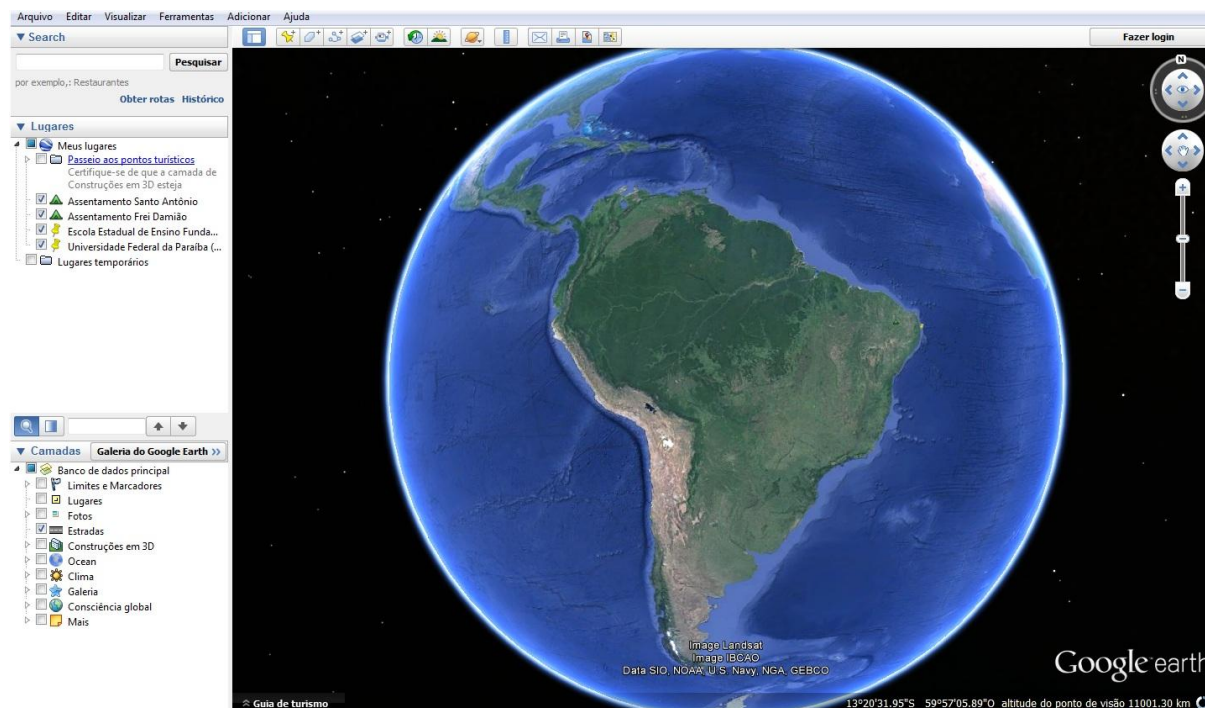 Arquivo Editar Visualizar Ferramentas Adicionar Ajuda
Search
Fazer login
Pesquisar
por exemplo,: Restaurantes
Obter rotas Histórico
Lugares
Meus lugares
Passeio aos pontos turísticos
Certifique-se de que a camada de
Construções em 3D esteja
Assentamento Santo Antônio
Assentamento Frei Damião
Escola Estadual de Ensino Funda...
Universidade Federal da Paraíba (...
Lugares temporários
Camadas Galeria do Google Earth >>
Banco de dados principal
Limites e Marcadores
Lugares
Fotos
Estradas
Construções em 3D
Ocean
Clima
Galeria
Consciência global
Mais
N
Image Landsat
Image IBCAO
Data SIO, NOAA, U.S. Navy, NGA, GEBCO
Google earth
Guia de turismo
13°20'31.95"S 59°57'05.89"O altitude do ponto de visão 11001.30 km